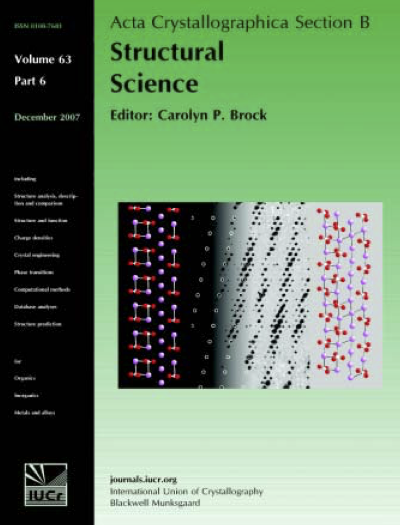 ISSN 0108-7681
Volume 63
Part 6
December 2007
including
Structure analysis, descrip-
tion and comparison
Structure and function
Charge densities
Crystal engineering
Phase transitions
Computational methods
Database analyses
Structure prediction
for
Organics
Inorganics
Metals and alloys
IUCr
Acta Crystallographica Section B
Structural
Science
Editor: Carolyn P. Brock
journals.iucr.org
International Union of Crystallography
Blackwell Munksgaard